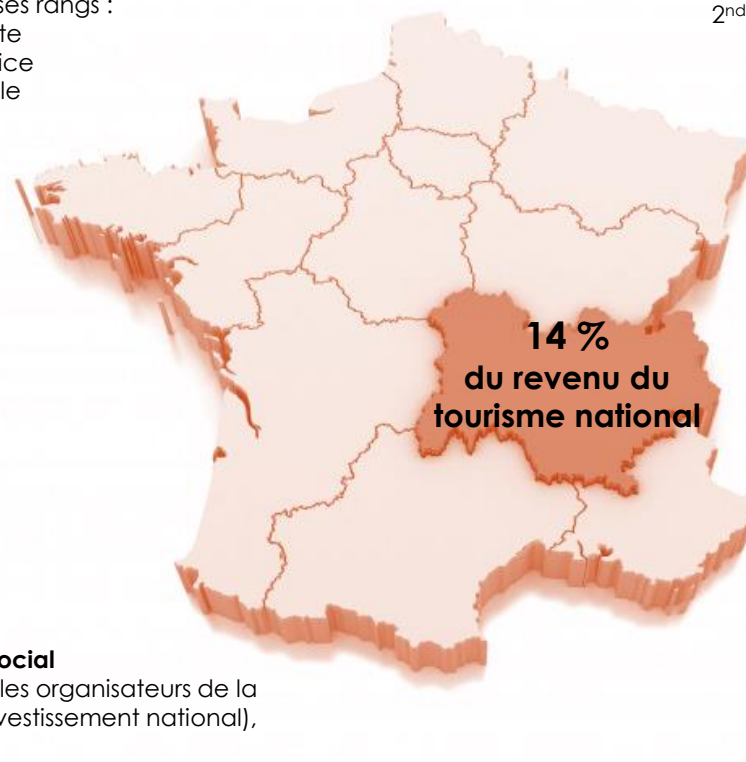 ses rangs :
te
ice
le
2nd
14 %
du revenu du
tourisme national
ocial
les organisateurs de la
vestissement national),